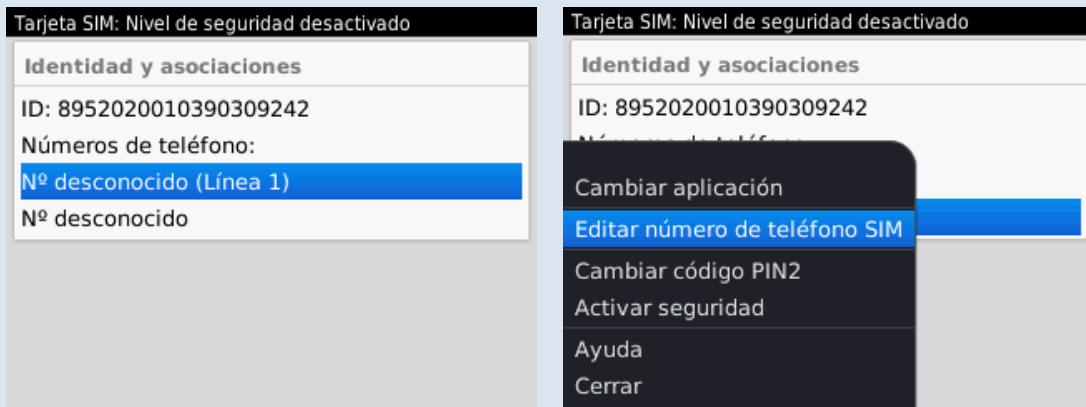 Tarjeta SIM: Nivel de seguridad desactivado
Identidad y asociaciones
ID: 8952020010390309242
Números de teléfono:
Nº desconocido (Línea 1)
Nº desconocido
Tarjeta SIM: Nivel de seguridad desactivado
Identidad y asociaciones
ID: 8952020010390309242
Cambiar aplicación
Editar número de teléfono SIM
Cambiar código PIN2
Activar seguridad
Ayuda
Cerrar